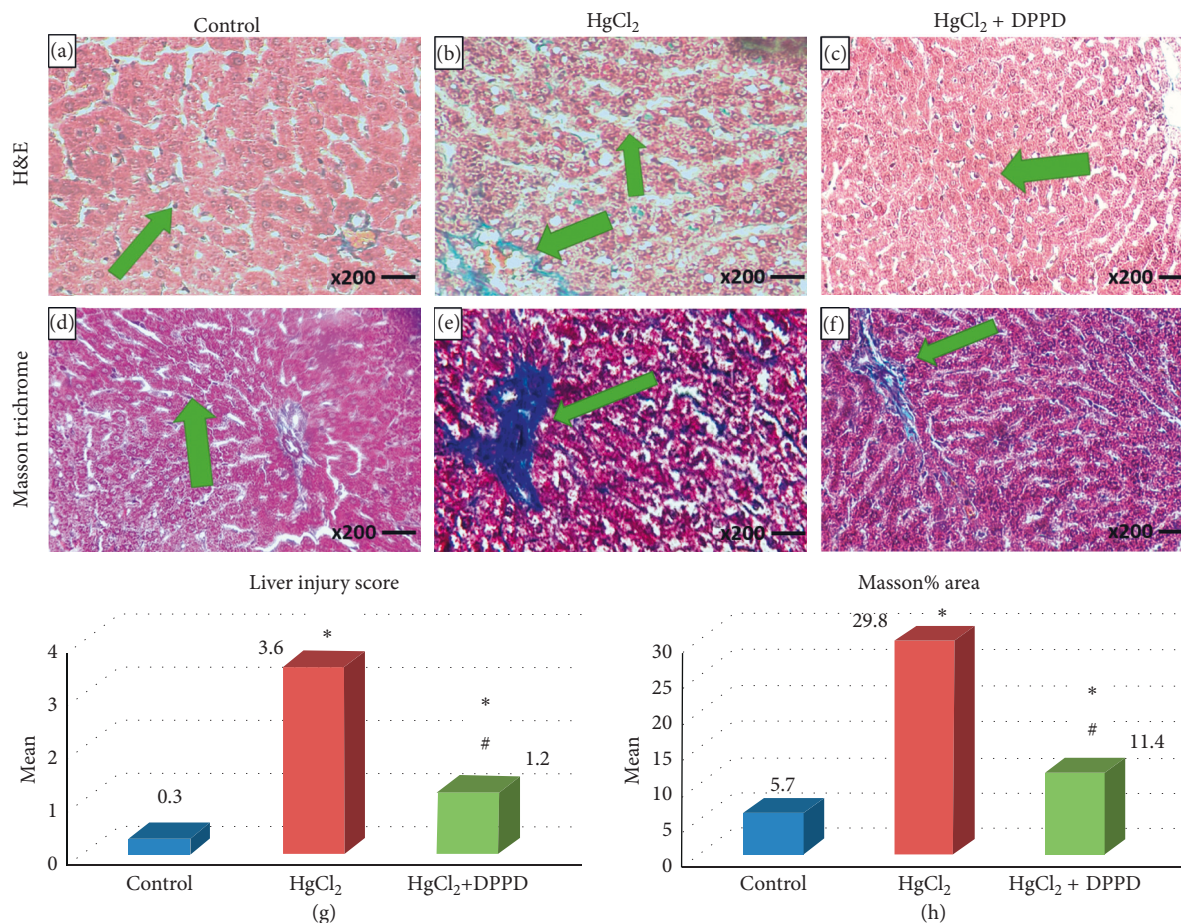 Control HgCl₂ HgCl₂ + DPPD
H&E
(a) (b) (c)
x200 x200 x200
Masson trichrome
(d) (e) (f)
x200 x200 x200
Liver injury score
Mean
4
3
2
1
0
0.3
3.6
*
*
#
1.2
Control HgCl₂ HgCl₂+DPPD
(g)
Masson% area
Mean
30
25
20
15
10
5
0
5.7
29.8
*
*
#
11.4
Control HgCl₂ HgCl₂ + DPPD
(h)